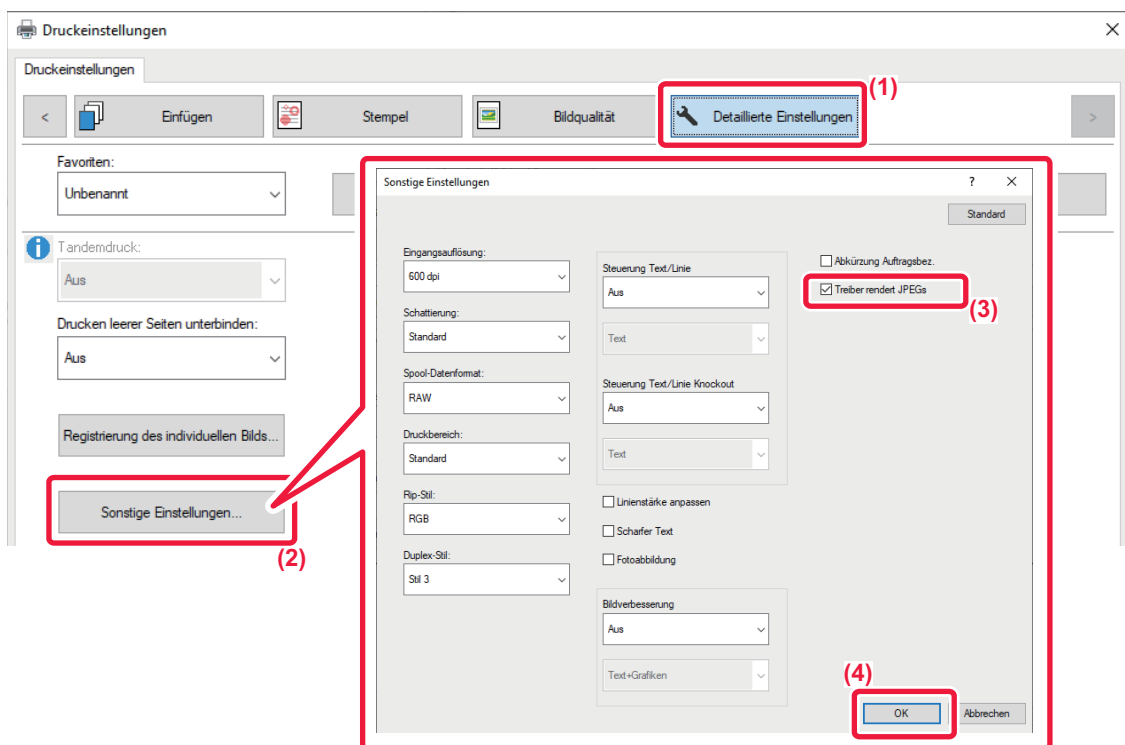 Druckeinstellungen
Druckeinstellungen
(1)
<
Einfügen
Stempel
Bildqualität
Detaillierte Einstellungen
>
Favoriten:
Unbenannt
Tandemdruck:
Aus
Drucken leerer Seiten unterbinden:
Aus
Registrierung des individuellen Bilds...
Sonstige Einstellungen...
(2)
Sonstige Einstellungen
?
Standard
Eingangsauflösung:
600 dpi
Schattierung:
Standard
Spool-Datenformat:
RAW
Druckbereich:
Standard
Rip-Stil:
RGB
Duplex-Stil:
Stil 3
Steuerung Text/Linie
Aus
Text
Steuerung Text/Linie Knockout
Aus
Text
Linienstärke anpassen
Scharfer Text
Fotoabbildung
Bildverbesserung
Aus
Text+Grafiken
Abkürzung Auftragsbez.
Treiber rendert JPEGs
(3)
(4)
OK
Abbrechen